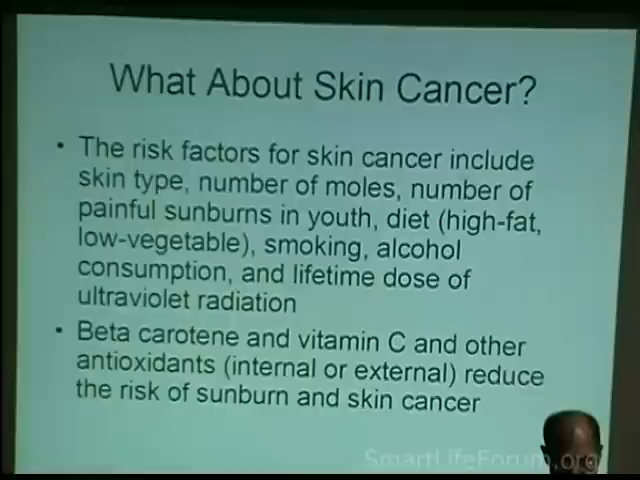 What About Skin Cancer?
• The risk factors for skin cancer include
skin type, number of moles, number of
painful sunburns in youth, diet (high-fat,
low-vegetable), smoking, alcohol
consumption, and lifetime dose of
ultraviolet radiation
• Beta carotene and vitamin C and other
antioxidants (internal or external) reduce
the risk of sunburn and skin cancer
SmartLifeForum.org